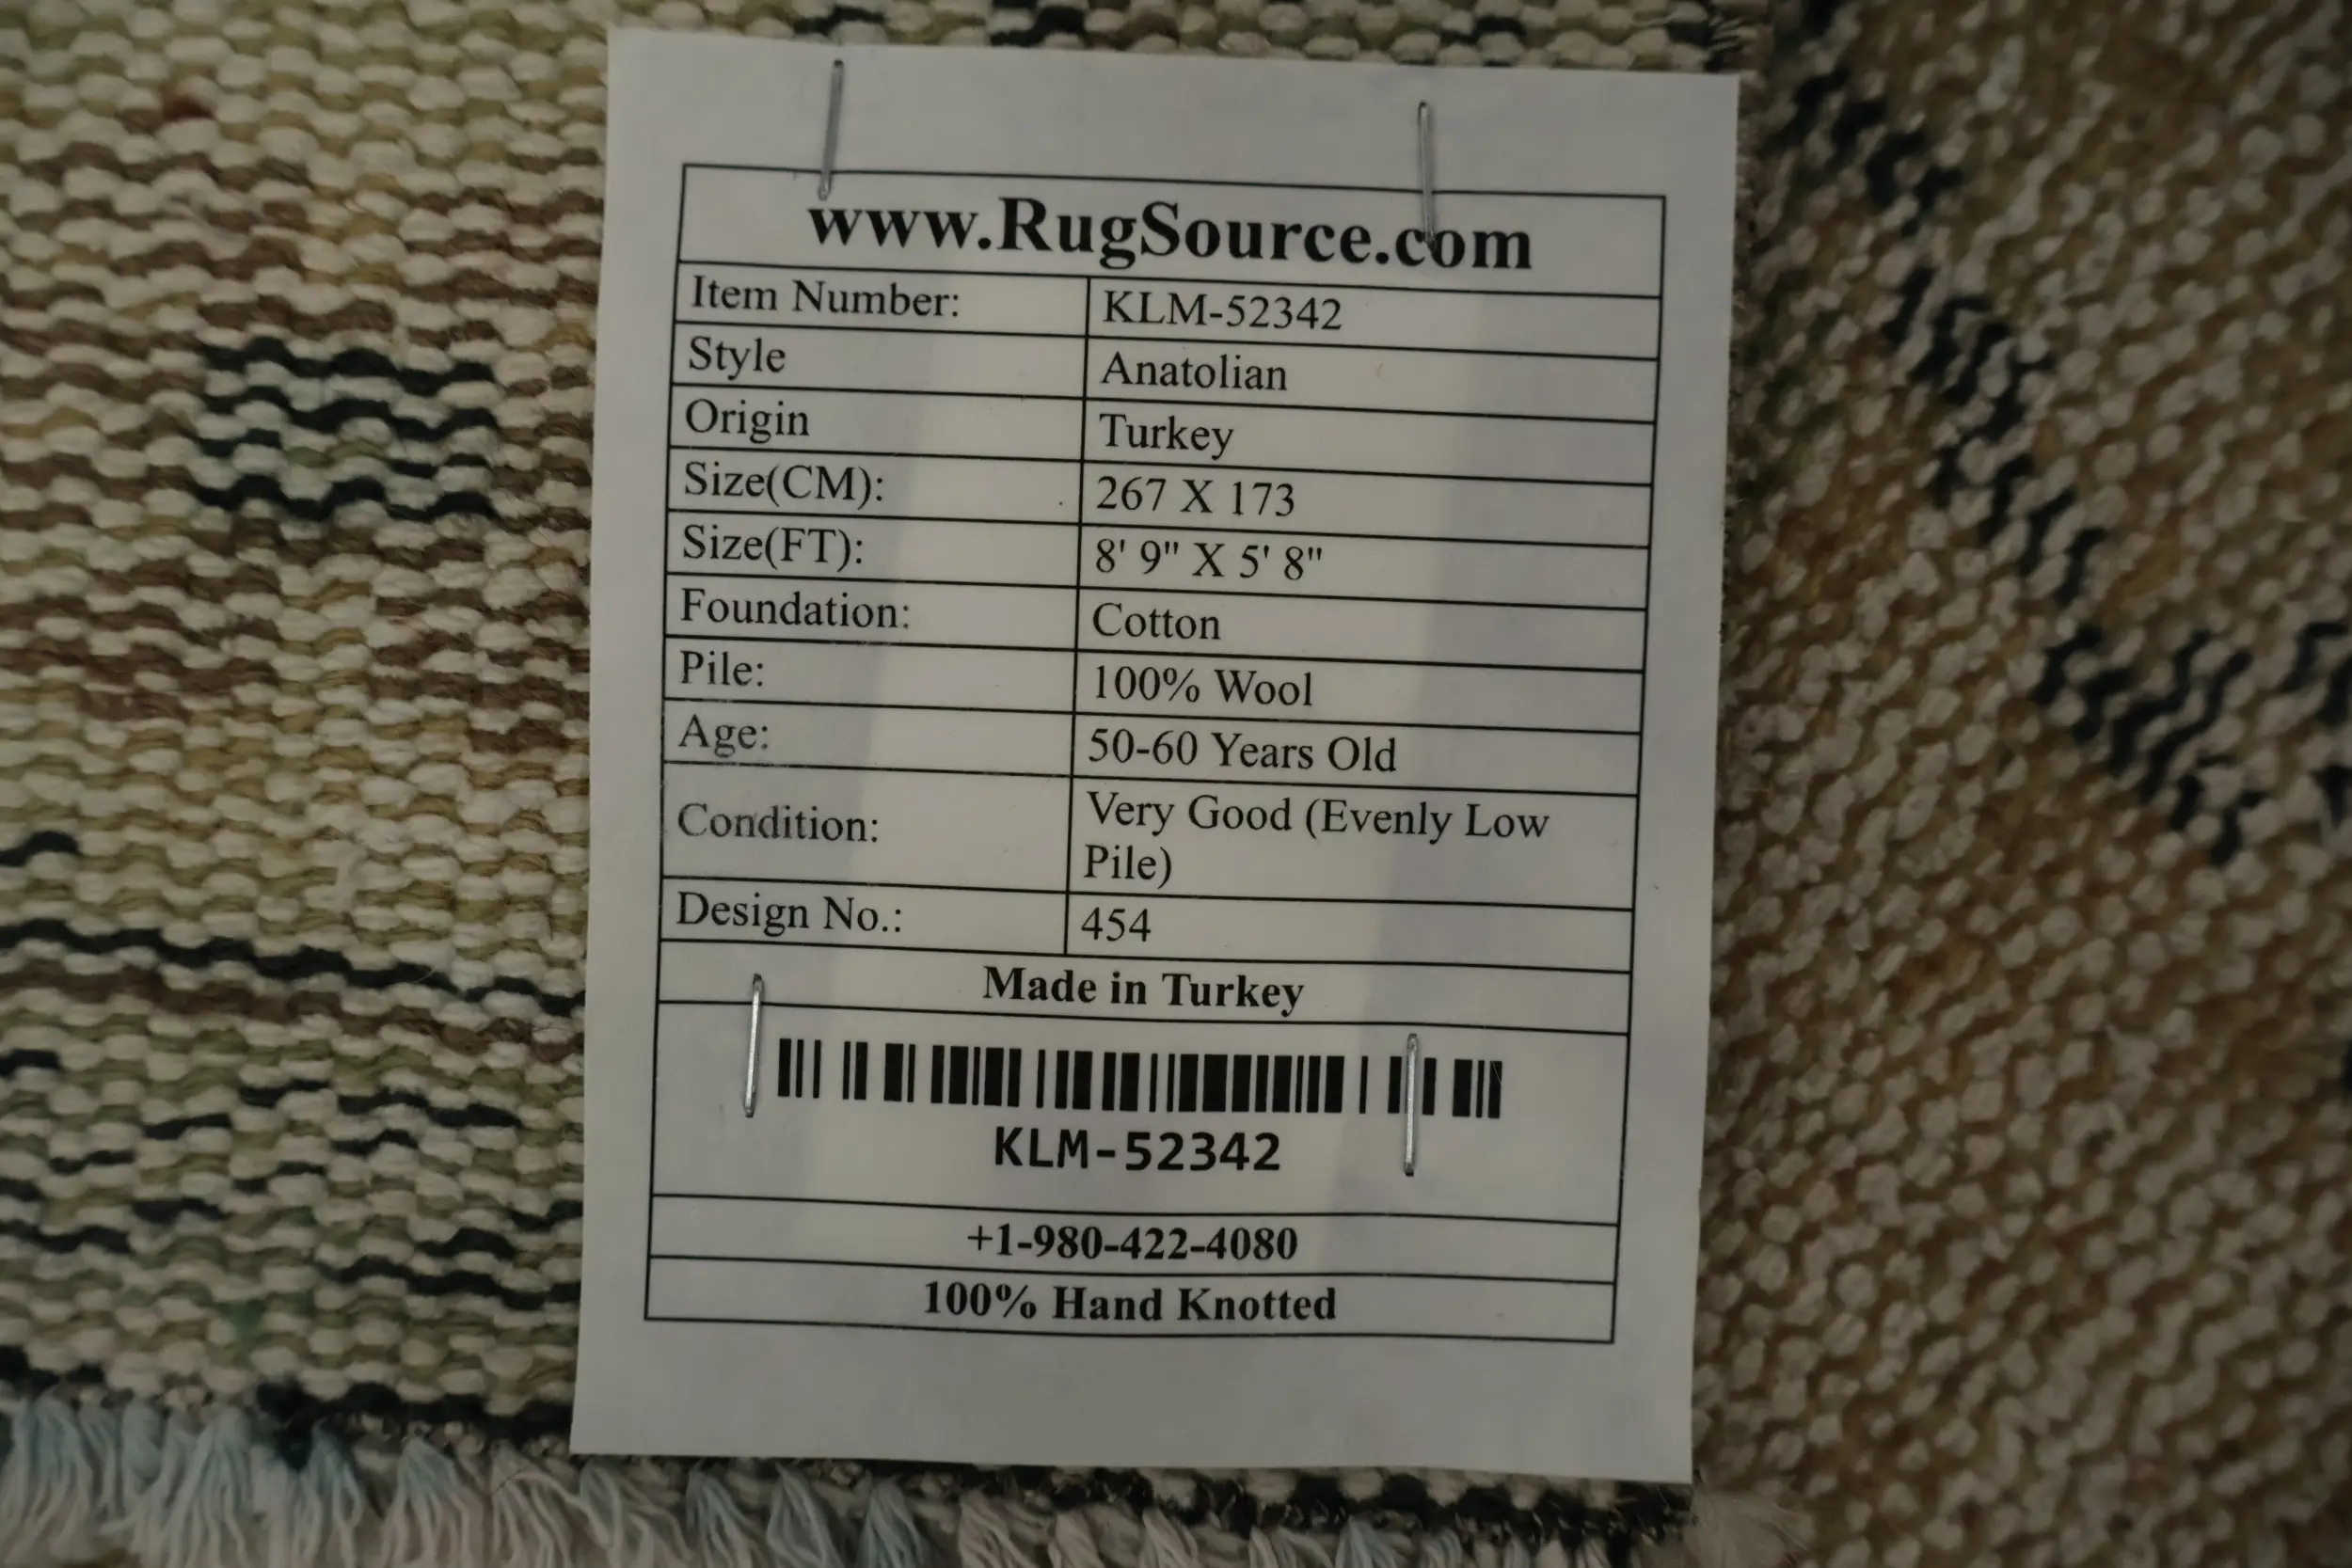 www.RugSource.com
Item Number: KLM-52342
Style Anatolian
Origin Turkey
Size(CM): 267 X 173
Size(FT): 8' 9" X 5' 8"
Foundation: Cotton
Pile: 100% Wool
Age: 50-60 Years Old
Condition: Very Good (Evenly Low
Pile)
Design No.: 454
Made in Turkey
KLM-52342
+1-980-422-4080
100% Hand Knotted